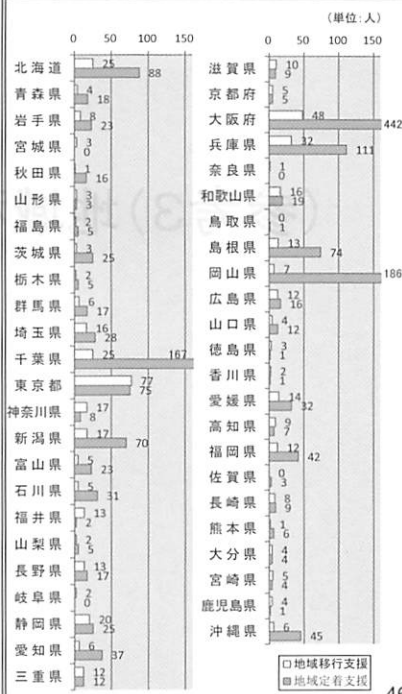 （単位：人）
0 50 100 150
北海道 25 88
青森県 4 18
岩手県 8 23
宮城県 3 0
秋田県 1 16
山形県 3 3
福島県 2 5
茨城県 3 25
栃木県 2 5
群馬県 6 17
埼玉県 16 28
千葉県 25 167
東京都 77 75
神奈川県 17 8
新潟県 17 70
富山県 5 23
石川県 5 31
福井県 13 2
山梨県 2 5
長野県 13 17
岐阜県 2 0
静岡県 20 25
愛知県 6 37
三重県 12 12
0 50 100 150
滋賀県 10 9
京都府 5 5
大阪府 48 442
兵庫県 32 111
奈良県 1 0
和歌山県 16 19
鳥取県 0 1
島根県 13 74
岡山県 7 186
広島県 12 16
山口県 4 12
徳島県 3 1
香川県 2 1
愛媛県 14 32
高知県 9 7
福岡県 12 42
佐賀県 0 3
長崎県 8 9
熊本県 1 6
大分県 4 4
宮崎県 5 4
鹿児島県 4 1
沖縄県 6 45
地域移行支援
地域定着支援